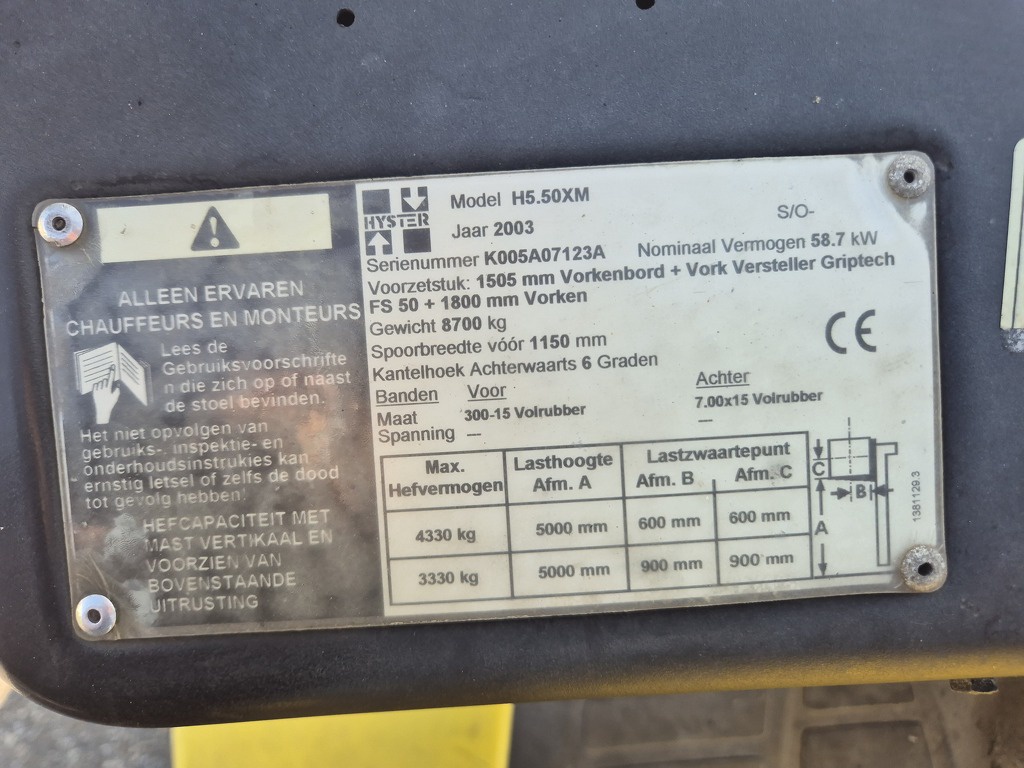 ALLEEN ERVAREN
CHAUFFEURS EN MONTEURS
Lees de
Gebruiksvoorschrifte
n die zich op of naast
de stoel bevinden.
Het niet opvolgen van
gebruiks-, inspektie- en
onderhoudsinstrukies kan
ernstig letsel of zelfs de dood
tot gevolg hebben!
HEFCAPACITEIT MET
MAST VERTIKAAL EN
VOORZIEN VAN
BOVENSTAANDE
UITRUSTING
HYSTER
Model H5.50XM
Jaar 2003
S/O-
Serienummer K005A07123A Nominaal Vermogen 58.7 kW
Voorzetstuk: 1505 mm Vorkenbord + Vork Versteller Griptech
FS 50 + 1800 mm Vorken
Gewicht 8700 kg
Spoorbreedte vóór 1150 mm
Kantelhoek Achterwaarts 6 Graden
CE
Banden Voor Achter
Maat 300-15 Volrubber 7.00x15 Volrubber
Spanning — —
Max. Hefvermogen Lasthoogte Afm. A Lastzwaartepunt
Afm. B Afm. C
4330 kg 5000 mm 600 mm 600 mm
3330 kg 5000 mm 900 mm 900 mm
C
B
A
1381129.3